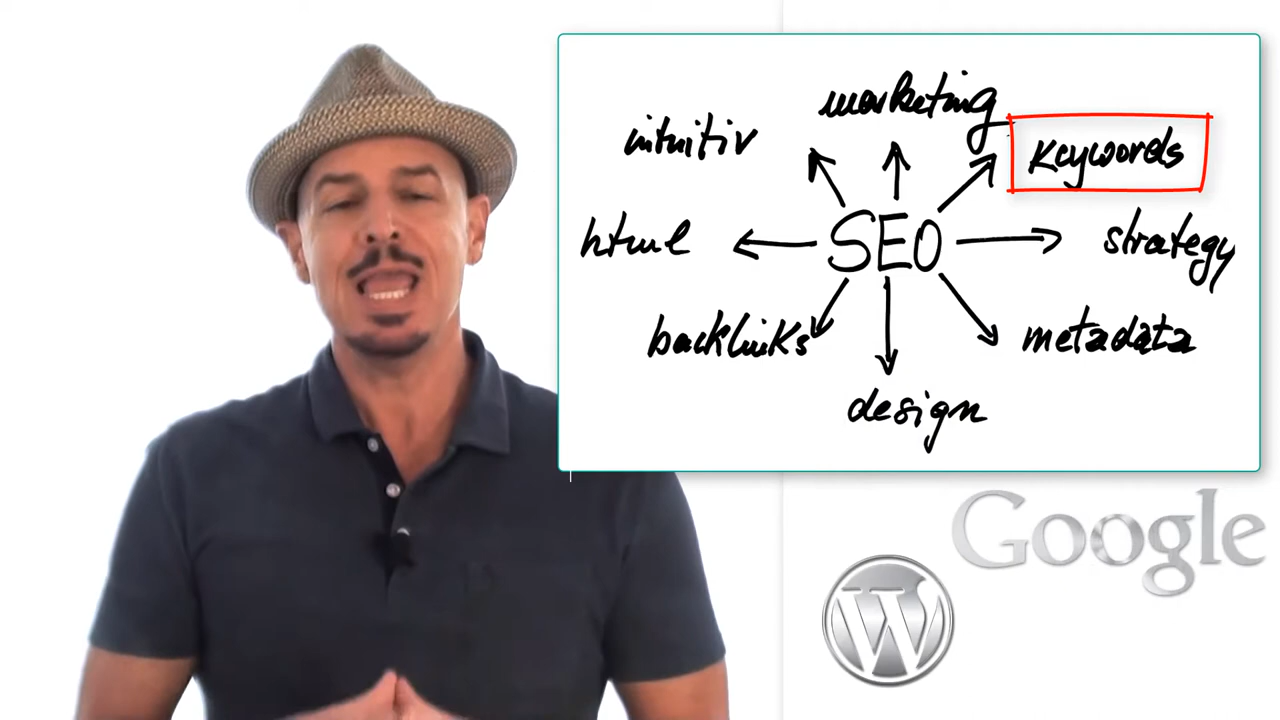 marketing
intuitiv
keywords
html
SEO
strategy
backlinks
metadata
design
Google
W